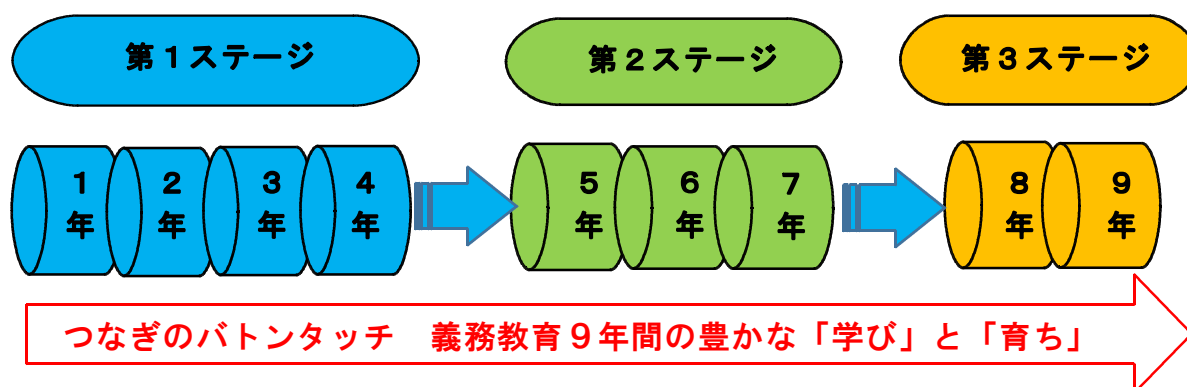 第１ステージ
第２ステージ
第３ステージ
１年
２年
３年
４年
５年
６年
７年
８年
９年
つなぎのバトンタッチ　義務教育９年間の豊かな「学び」と「育ち」